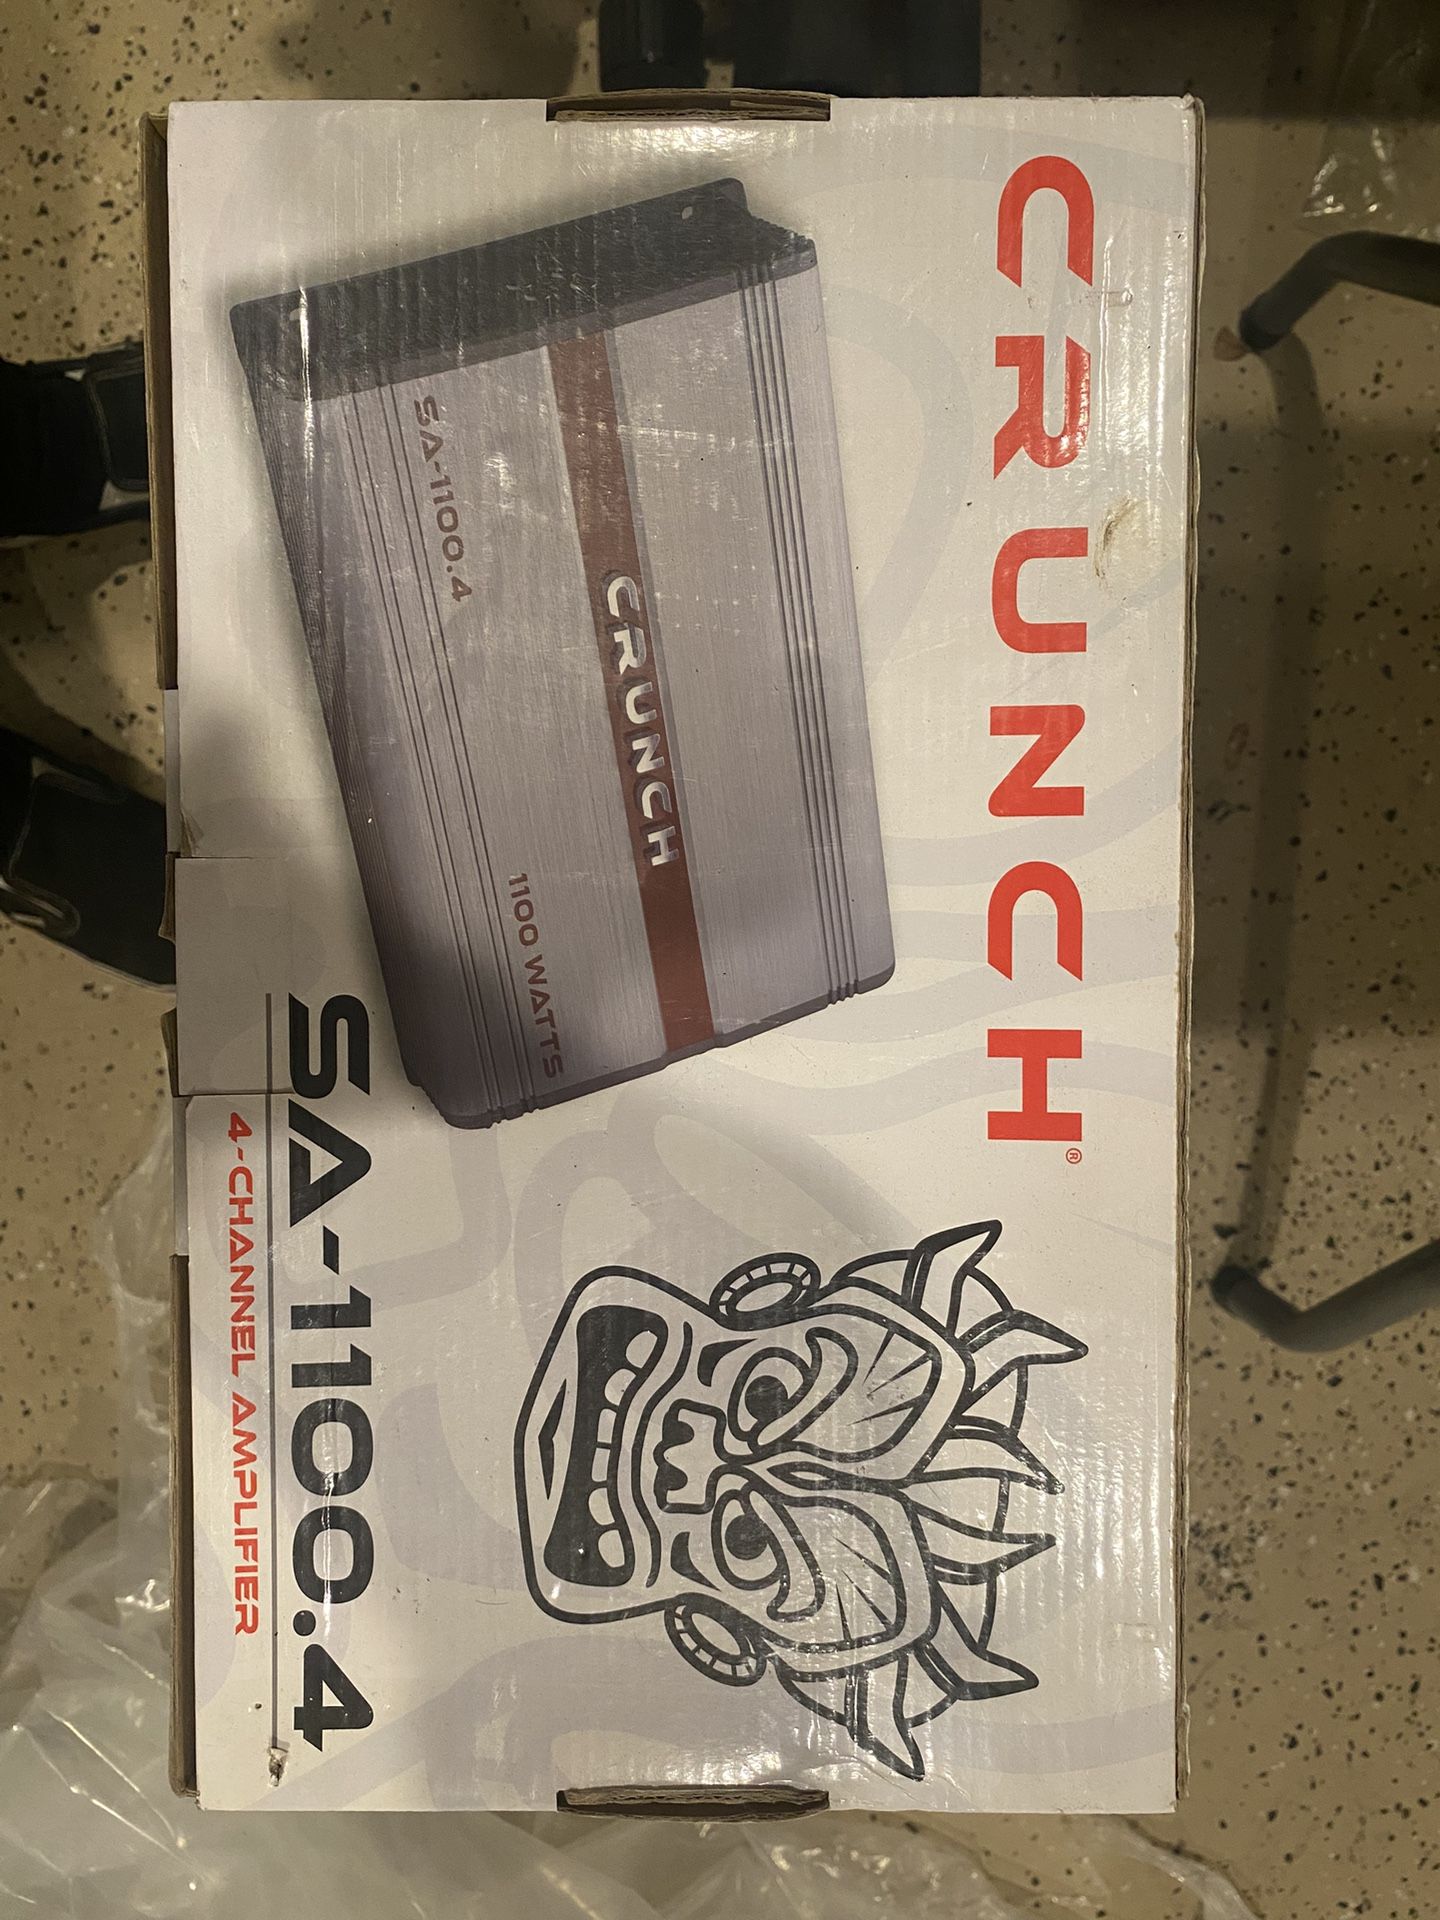 CRUNCH®
CRUNCH
SA-1100.4
1100 WATTS
SA-1100.4
4-CHANNEL AMPLIFIER